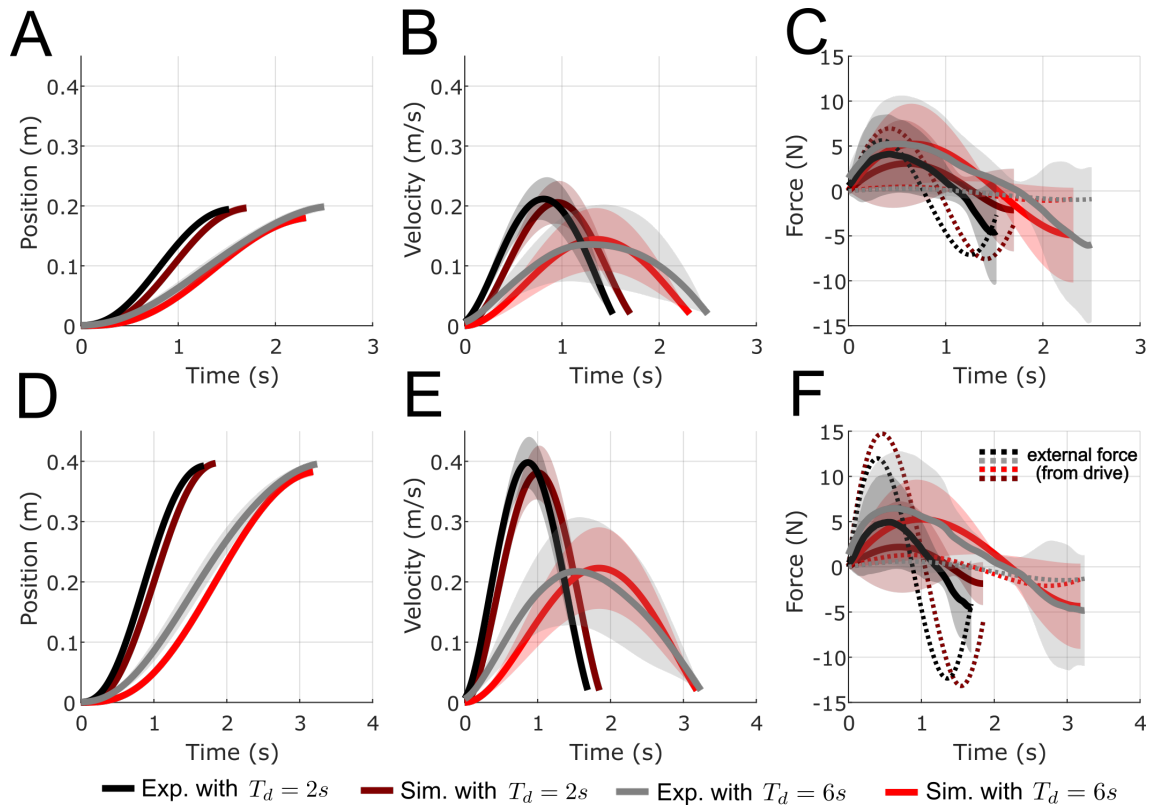 A
B
C
Position (m)
0.4
0.3
0.2
0.1
0
0
1
2
3
Time (s)
Velocity (m/s)
0.4
0.3
0.2
0.1
0
0
1
2
3
Time (s)
Force (N)
15
10
5
0
-5
-10
-15
0
1
2
3
Time (s)
D
E
F
Position (m)
0.4
0.3
0.2
0.1
0
0
1
2
3
4
Time (s)
Velocity (m/s)
0.4
0.3
0.2
0.1
0
0
1
2
3
4
Time (s)
Force (N)
15
10
5
0
-5
-10
-15
0
1
2
3
4
Time (s)
external force
(from drive)
Exp. with T_d = 2s Sim. with T_d = 2s Exp. with T_d = 6s Sim. with T_d = 6s